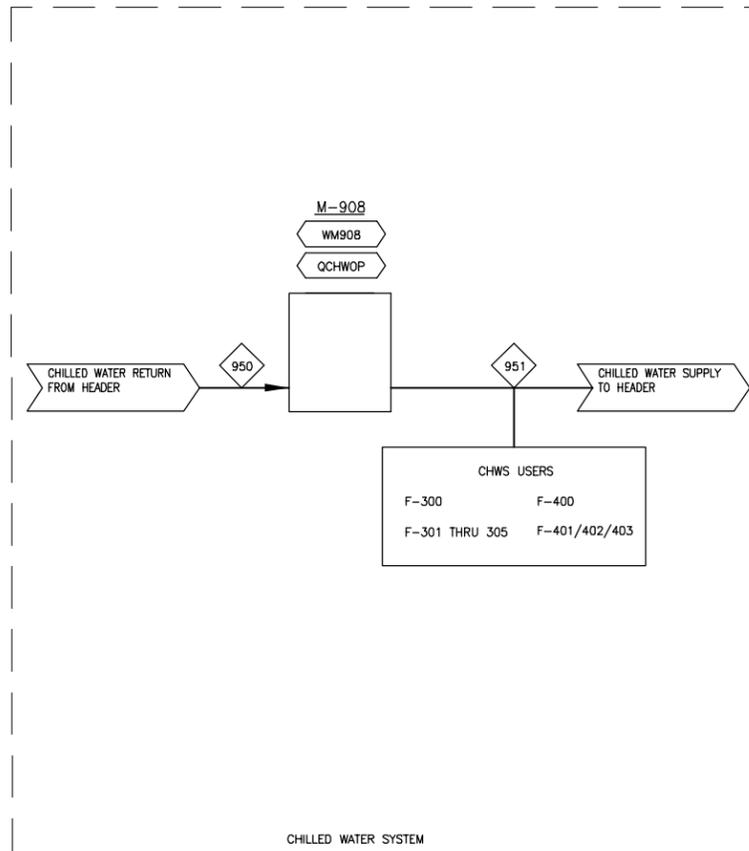 M-908
WM908
QCHWOP
CHILLED WATER RETURN
FROM HEADER
950
951
CHILLED WATER SUPPLY
TO HEADER
CHWS USERS
F-300 F-400
F-301 THRU 305 F-401/402/403
CHILLED WATER SYSTEM